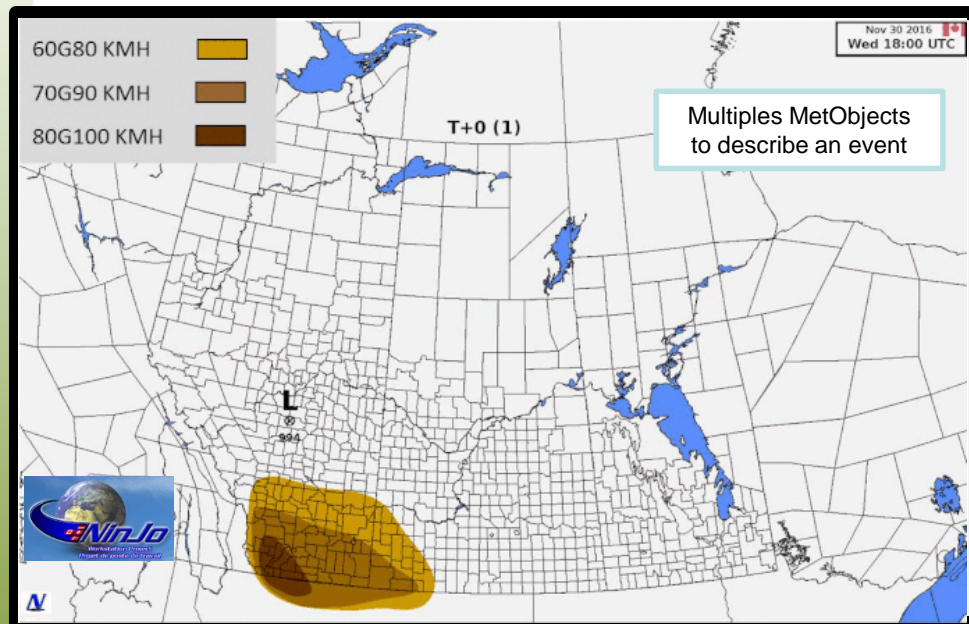 60G80 KMH
70G90 KMH
80G100 KMH
Nov 30 2016
Wed 18:00 UTC
Multiples MetObjects
to describe an event
T+0 (1)
L
994
NinJo
Workstation Project
Projet de poste de travail
N